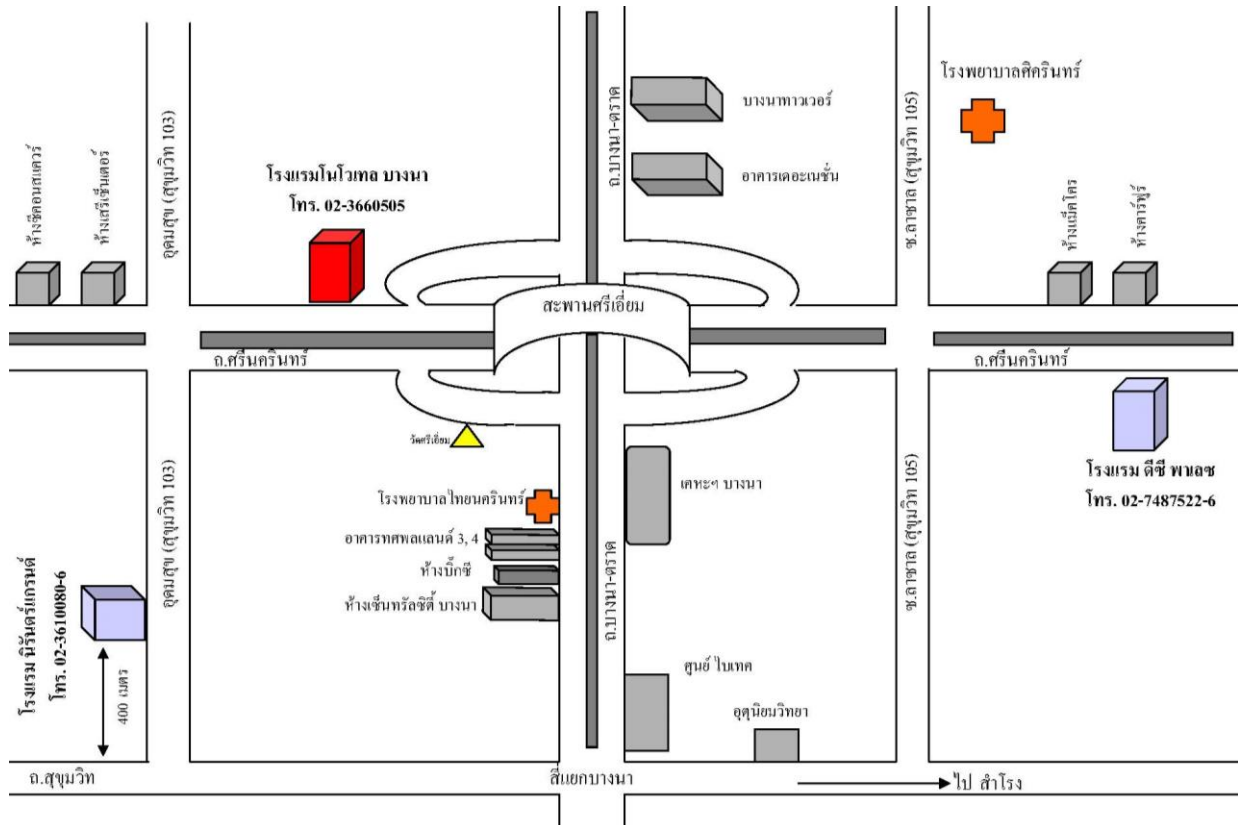 โรงพยาบาลศิครินทร์
บางนาทาวเวอร์
ถ.บางนา-ตราด
ซ.ลาซาล (สุขุมวิท 105)
อุดมสุข (สุขุมวิท 103)
ห้างซีคอนสแควร์
ห้างเสรีเซ็นเตอร์
โรงแรมโนโวเทล บางนา
โทร. 02-3660505
อาคารเดอะเนชั่น
ห้างแม็คโคร
ห้างคาร์ฟูร์
สะพานศรีเอี่ยม
ถ.ศรีนครินทร์
ถ.ศรีนครินทร์
วัดศรีเอี่ยม
โรงแรม ดีซี พาเลซ
โทร. 02-7487522-6
เคหะฯ บางนา
โรงพยาบาลไทยนครินทร์
อาคารทศพลแลนด์ 3, 4
ห้างบิ๊กซี
ห้างเซ็นทรัลซิตี้ บางนา
อุดมสุข (สุขุมวิท 103)
ถ.บางนา-ตราด
ซ.ลาซาล (สุขุมวิท 105)
โรงแรม นิรันดร์แกรนด์
โทร. 02-3610080-6
400 เมตร
ศูนย์ ไบเทค
อุตุนิยมวิทยา
ถ.สุขุมวิท
สี่แยกบางนา
ไป สำโรง